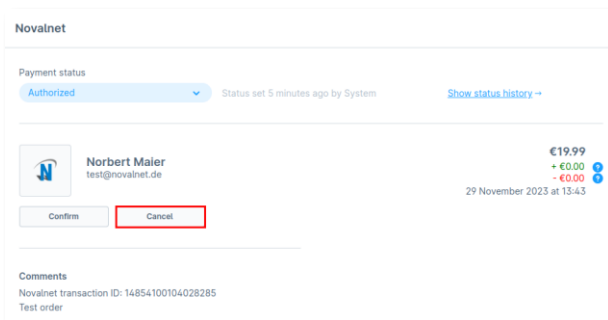 Novalnet
Payment status
Authorized
Status set 5 minutes ago by System
Show status history→
N
Norbert Maier
test@novalnet.de
€19.99
+ €0.00 ?
- €0.00 ?
29 November 2023 at 13:43
Confirm
Cancel
Comments
Novalnet transaction ID: 14854100104028285
Test order